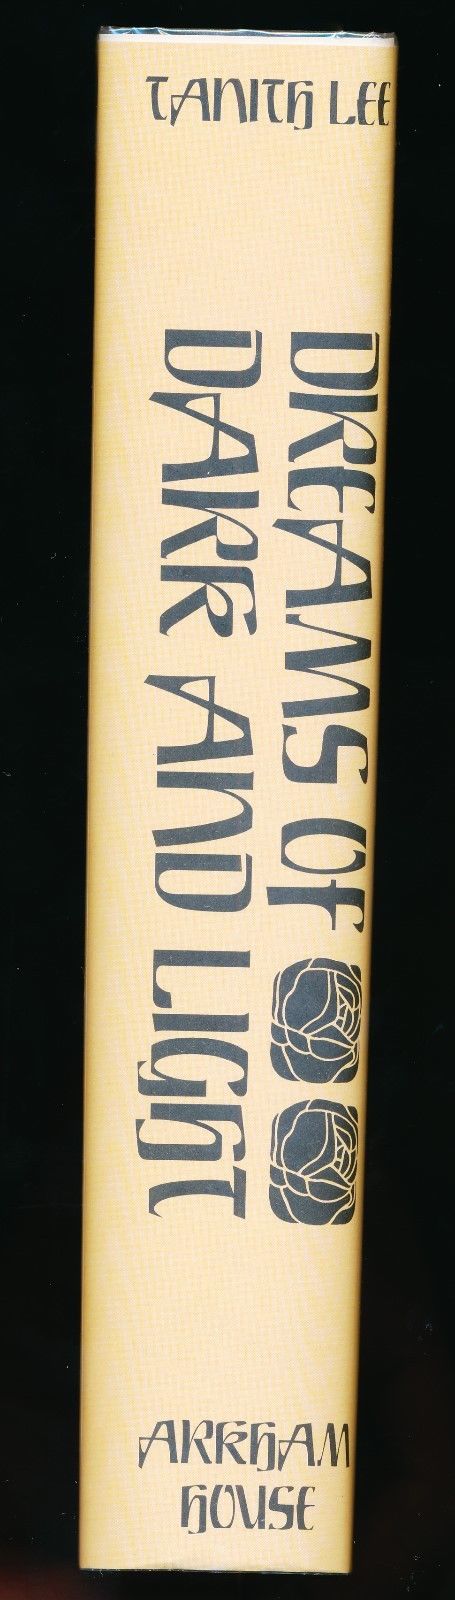 TANITH LEE
DREAMS OF
DARK AND LIGHT
ARKHAM
HOUSE